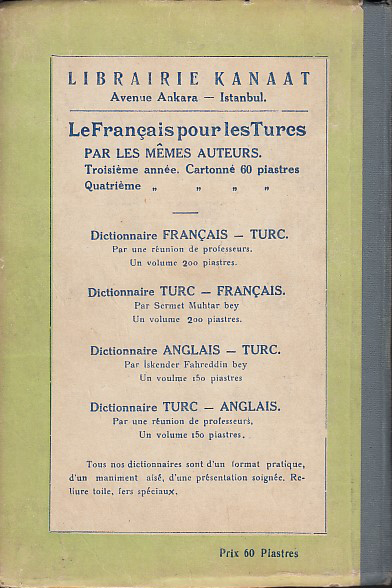 LIBRAIRIE KANAAT
Avenue Ankara — Istanbul.
Le Français pour les Turcs
PAR LES MÊMES AUTEURS.
Troisième année. Cartonné 60 piastres
Quatrième „ „ „ „
Dictionnaire FRANÇAIS — TURC.
Par une réunion de professeurs.
Un volume 200 piastres.
Dictionnaire TURC — FRANÇAIS.
Par Sermet Muhtar bey
Un volume 200 piastres.
Dictionnaire ANGLAIS — TURC.
Par İskender Fahreddin bey
Un voulme 150 piastres
Dictionnaire TURC — ANGLAIS.
Par une réunion de professeurs,
Un volume 150 piastres.
Tous nos dictionnaires sont d'un format pratique,
d'un maniment aisé, d'une présentation soignée. Re-
liure toile, fers spéciaux.
Prix 60 Piastres